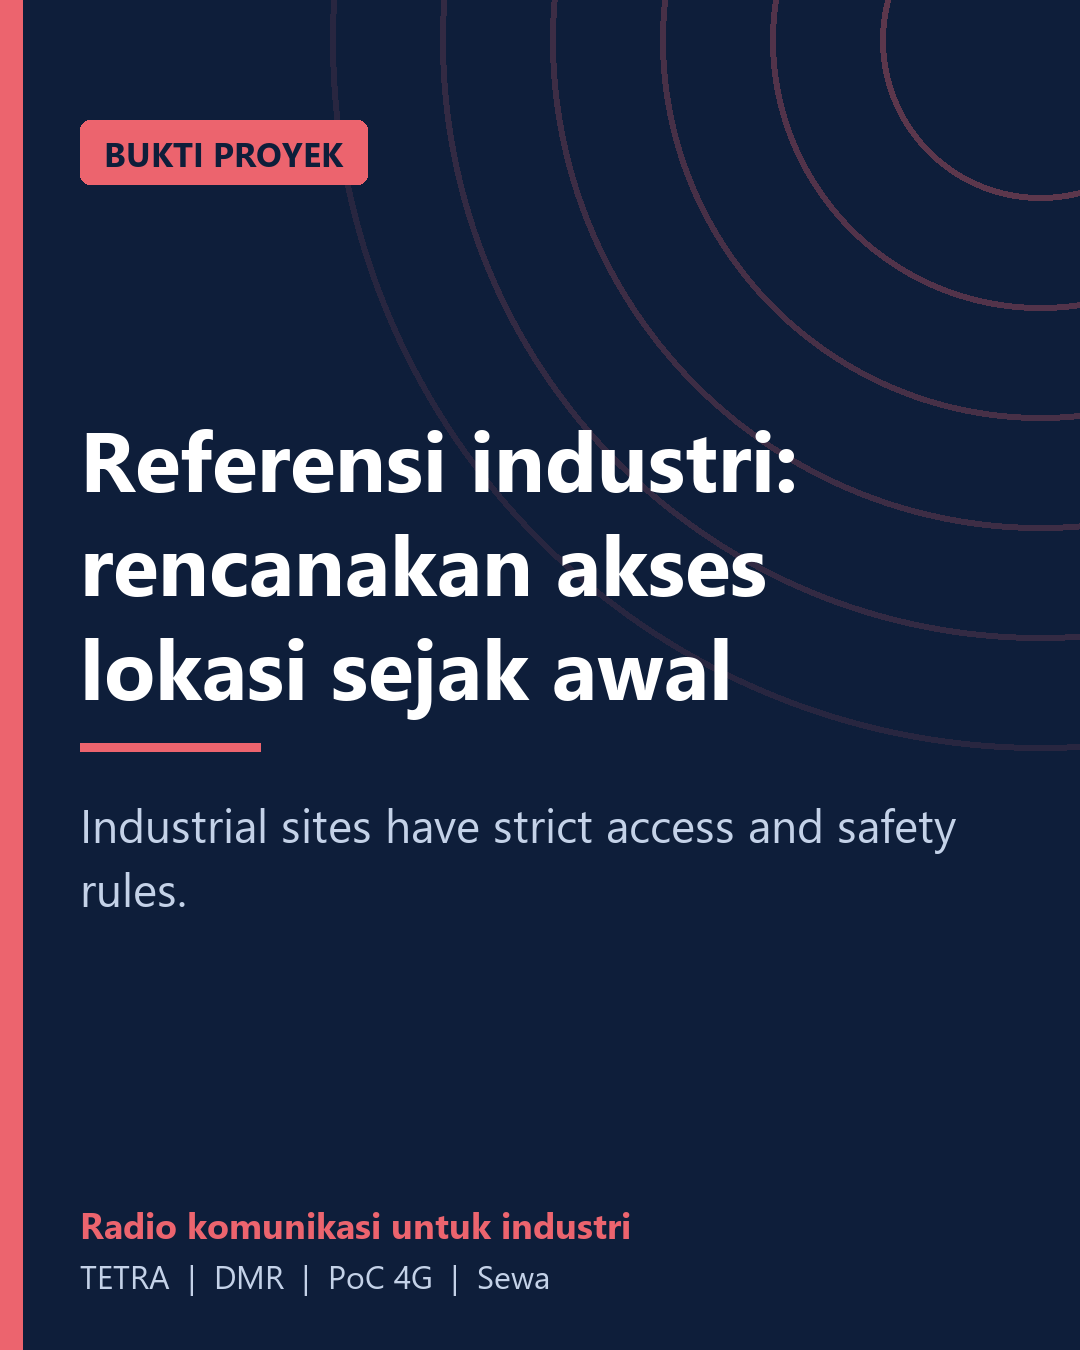 BUKTI PROYEK
Referensi industri:
rencanakan akses
lokasi sejak awal
Industrial sites have strict access and safety
rules.
Radio komunikasi untuk industri
TETRA | DMR | PoC 4G | Sewa